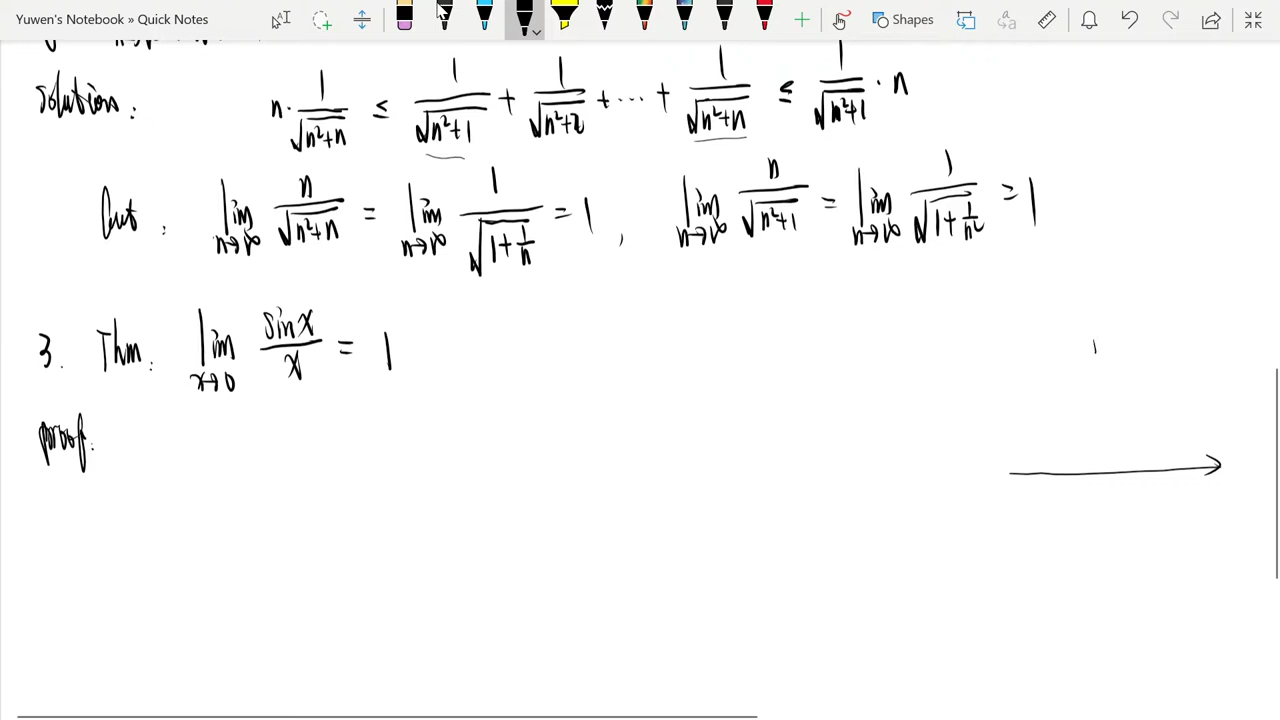 Yuwen's Notebook » Quick Notes
Shapes
Solution: n · 1/√(n²+n) ≤ 1/√(n²+1) + 1/√(n²+2) + ··· + 1/√(n²+n) ≤ 1/√(n²+1) · n
But: lim n→∞ n/√(n²+n) = lim n→∞ 1/√(1+1/n) = 1, lim n→∞ n/√(n²+1) = lim n→∞ 1/√(1+1/n²) = 1
3. Thm: lim x→0 sinx/x = 1
proof: